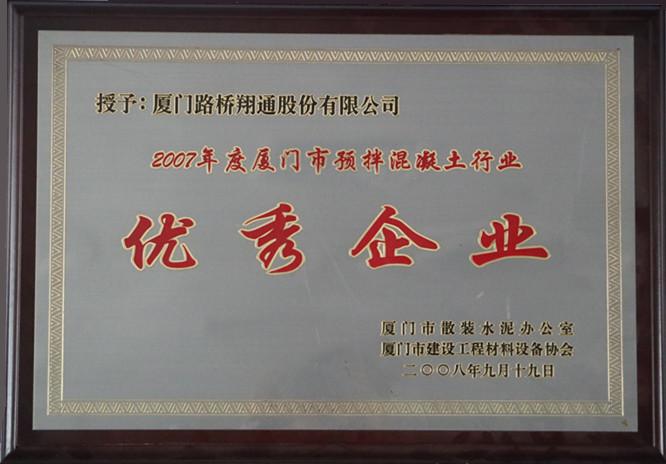 授予：厦门路桥翔通股份有限公司
2007年度厦门市预拌混凝土行业
优秀企业
厦门市散装水泥办公室
厦门市建设工程材料设备协会
二〇〇八年九月十九日